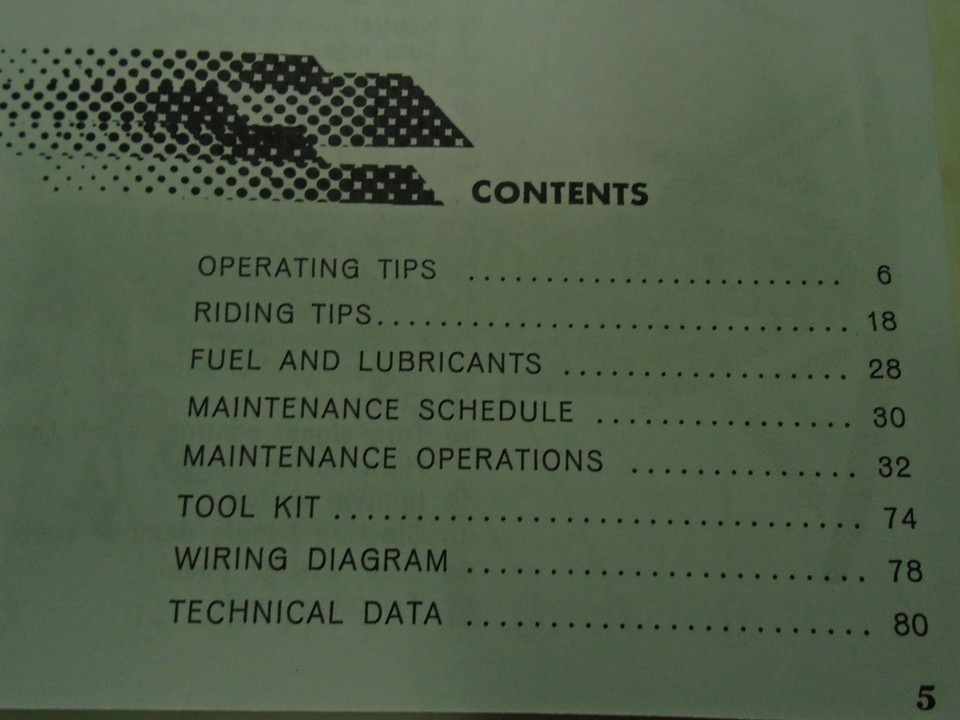 CONTENTS
OPERATING TIPS ........................ 6
RIDING TIPS............................... 18
FUEL AND LUBRICANTS ................... 28
MAINTENANCE SCHEDULE ................. 30
MAINTENANCE OPERATIONS ............... 32
TOOL KIT ................................ 74
WIRING DIAGRAM ........................ 78
TECHNICAL DATA ........................ 80
5